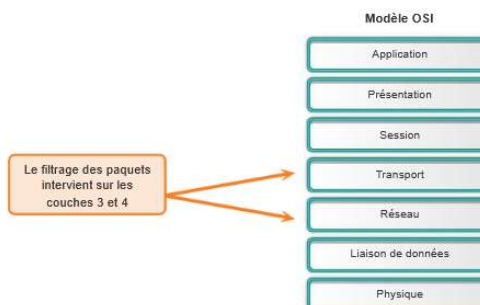 Modèle OSI
Application
Présentation
Session
Le filtrage des paquets
intervient sur les
couches 3 et 4
Transport
Réseau
Liaison de données
Physique